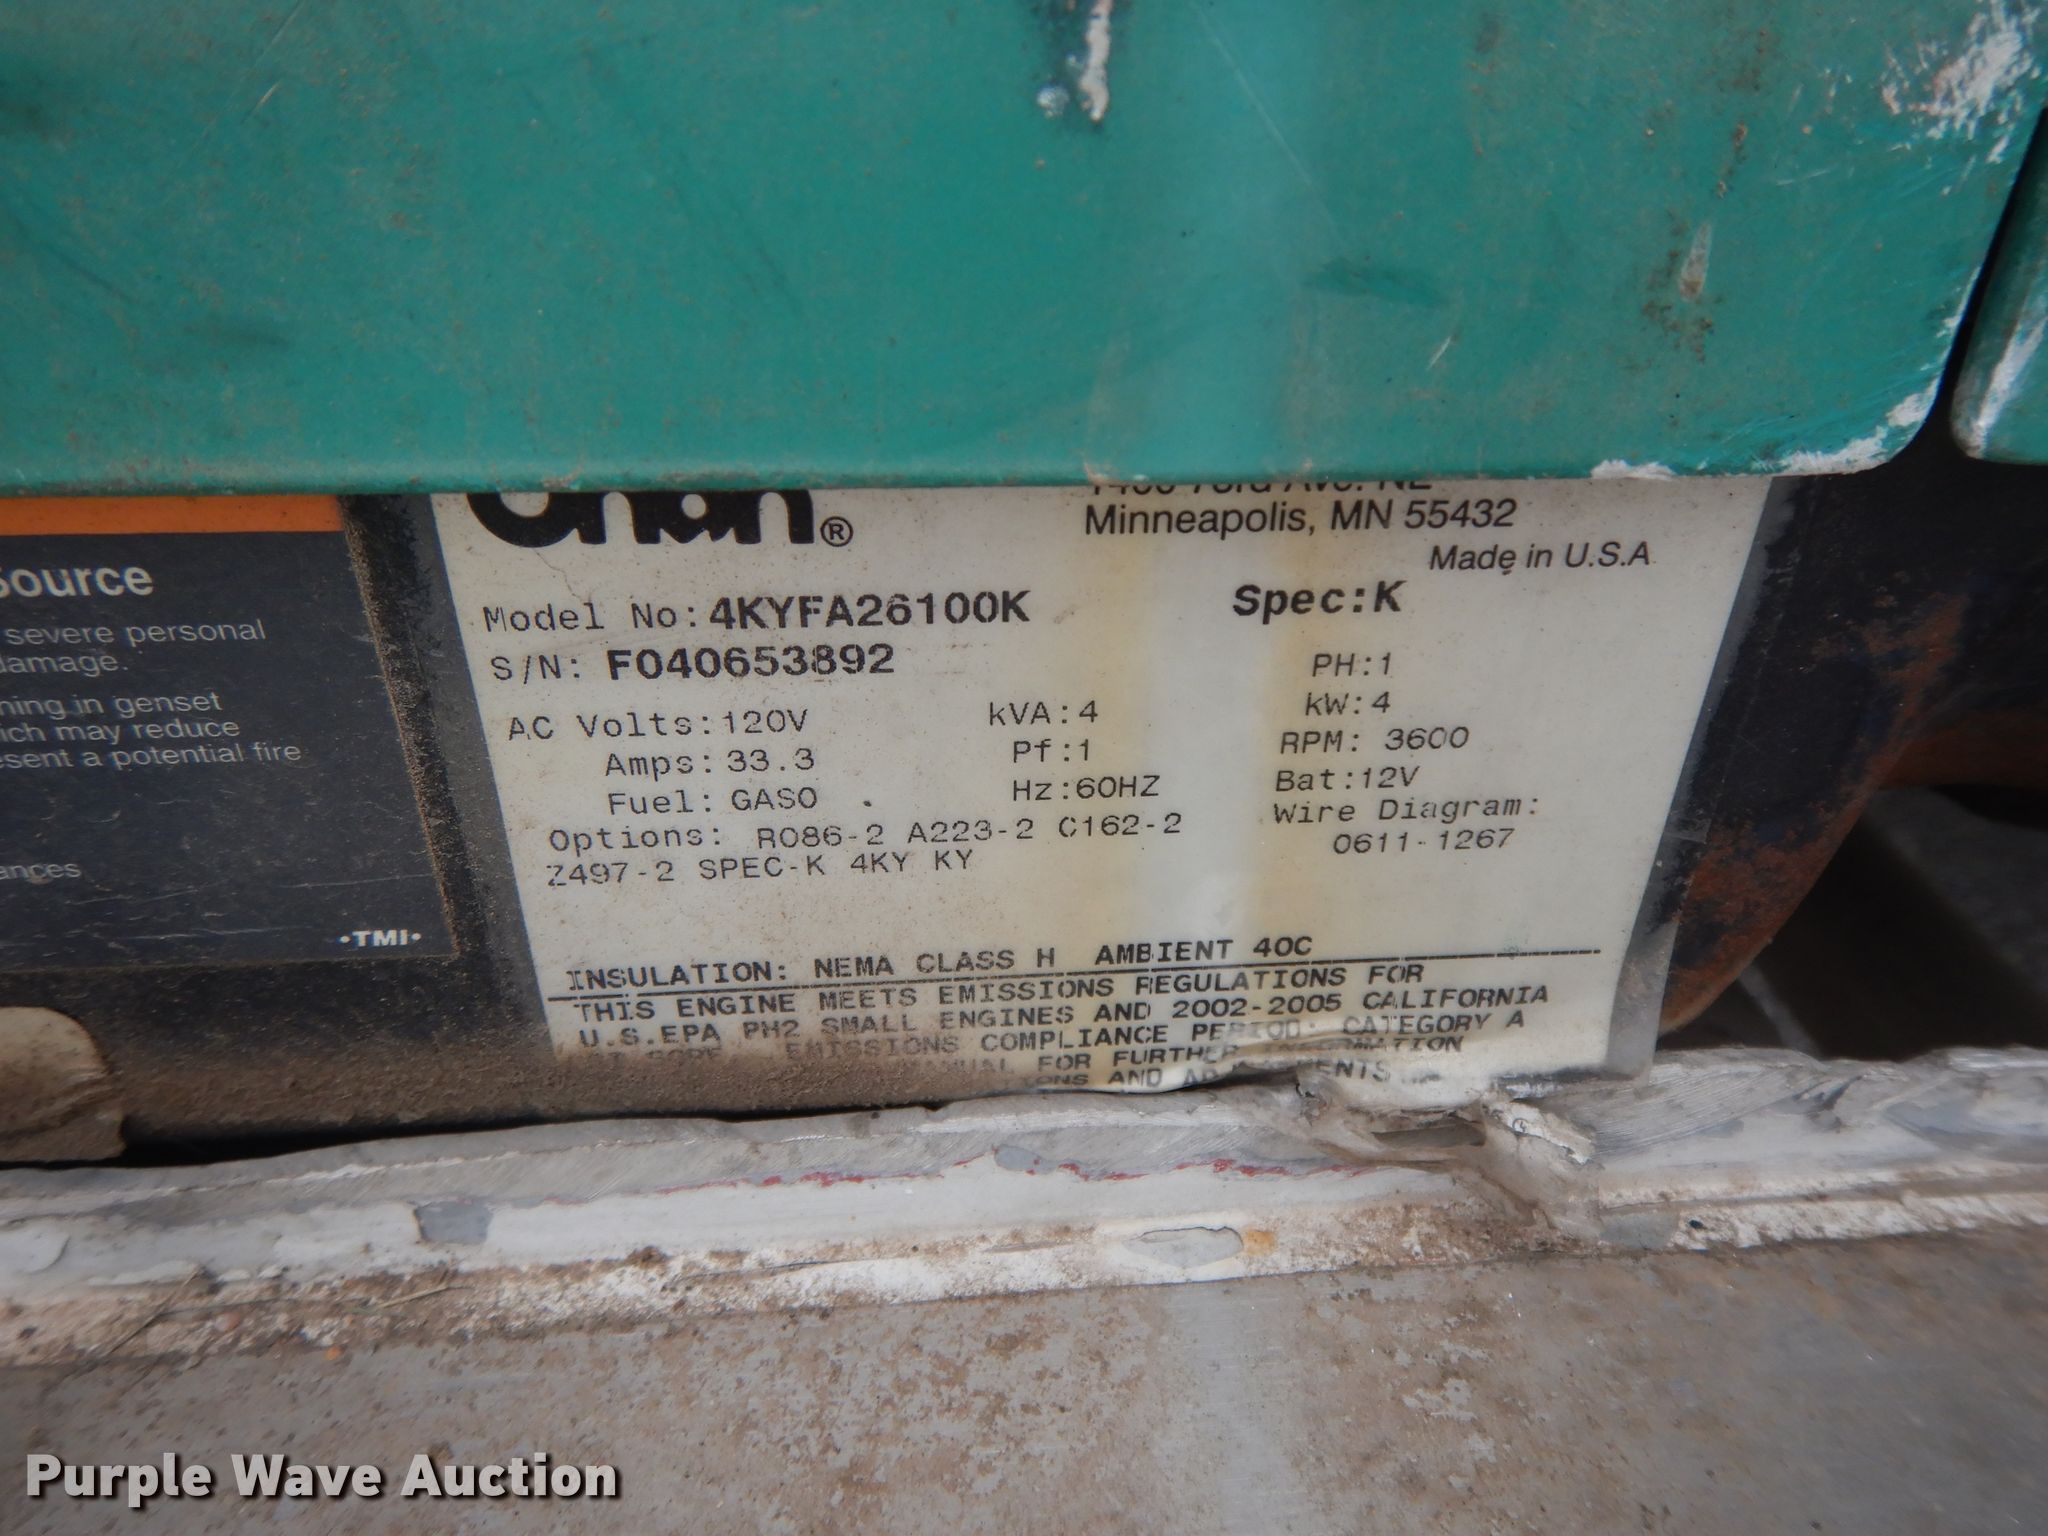 Onan®
Minneapolis, MN 55432
Made in U.S.A
Model No: 4KYFA26100K
Spec:K
S/N: F040653892
PH:1
AC Volts:120V
kVA:4
kW:4
Amps:33.3
Pf:1
RPM: 3600
Fuel: GASO
Hz:60HZ
Bat:12V
Options: R086-2 A223-2 C162-2
Wire Diagram:
Z497-2 SPEC-K 4KY KY
0611-1267
INSULATION: NEMA CLASS H AMBIENT 40C
THIS ENGINE MEETS EMISSIONS REGULATIONS FOR
U.S.EPA PH2 SMALL ENGINES AND 2002-2005 CALIFORNIA
EMISSIONS COMPLIANCE PERIOD: CATEGORY A
FOR FURTHER INFORMATION
AND
Source
severe personal
damage.
in genset
may reduce
a potential fire
•TMI•
Purple Wave Auction